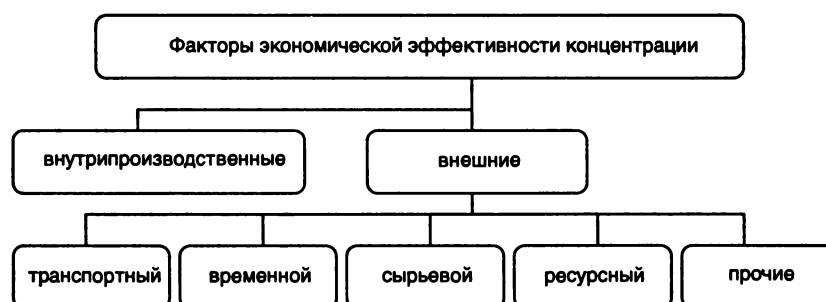 Факторы экономической эффективности концентрации
внутрипроизводственные
внешние
транспортный
временной
сырьевой
ресурсный
прочие